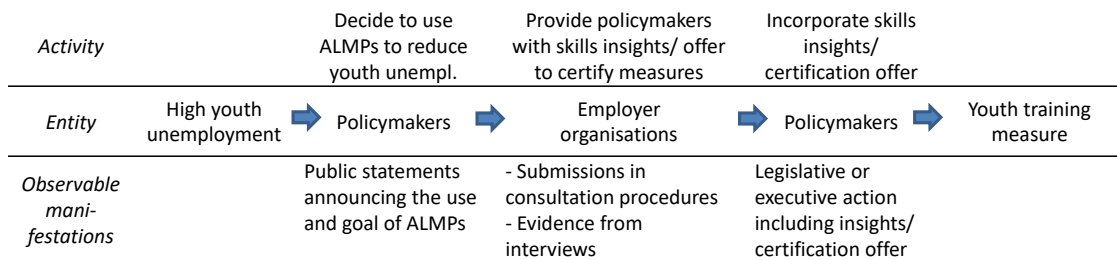 Activity
Decide to use
ALMPs to reduce
youth unempl.
Provide policymakers
with skills insights/ offer
to certify measures
Incorporate skills
insights/
certification offer
Entity
High youth
unemployment
Policymakers
Employer
organisations
Policymakers
Youth training
measure
Observable
mani-
festations
Public statements
announcing the use
and goal of ALMPs
- Submissions in
consultation procedures
- Evidence from
interviews
Legislative or
executive action
including insights/
certification offer